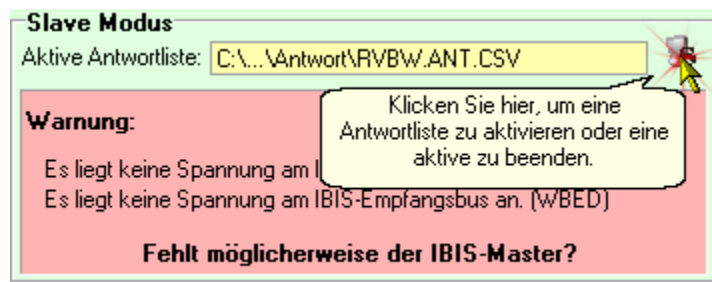 Slave Modus
Aktive Antwortliste: C:\...\Antwort\RVBW.ANT.CSV
Klicken Sie hier, um eine
Antwortliste zu aktivieren oder eine
aktive zu beenden.
Warnung:
Es liegt keine Spannung am
Es liegt keine Spannung am IBIS-Empfangsbus an. (WBED)
Fehlt möglicherweise der IBIS-Master?